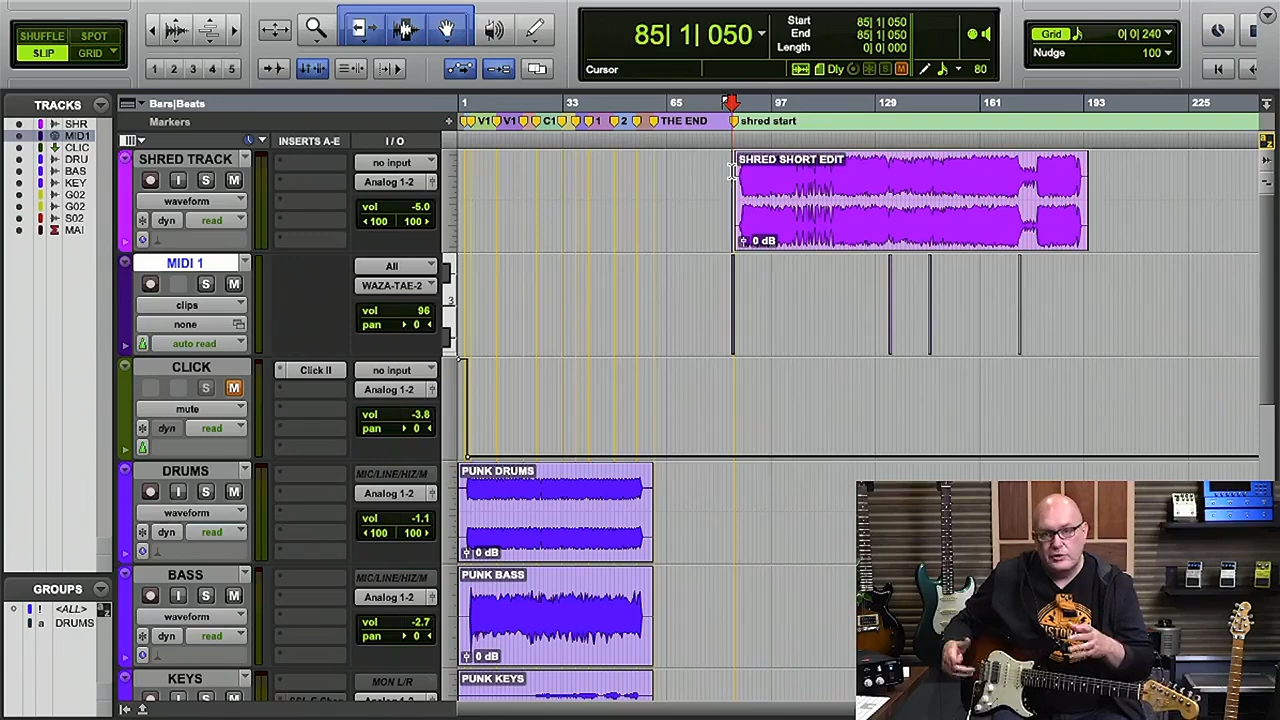 SHUFFLE SPOT
SLIP GRID
1 2 3 4 5
85| 1| 050
Start 85| 1| 050
End 85| 1| 050
Length 0| 0| 000
Cursor
Dly
80
Grid 0| 0| 240
Nudge 100
TRACKS
SHR
MID1
CLIC
DRU
BAS
KEY
G02
G02
S02
MAI
GROUPS
! <ALL>
a DRUMS
Bars|Beats
1 33 65 97 129 161 193 225
Markers
V1 V1 C1 1 2 THE END shred start
INSERTS A-E I / O
SHRED TRACK
no input
I S M
Analog 1-2
waveform
vol -5.0
100 100
dyn read
SHRED SHORT EDIT
0 dB
MIDI 1
All
S M
WAZA-TAE-2
clips
vol 96
none
pan 0
auto read
3
CLICK
Click II
no input
S M
Analog 1-2
mute
vol -3.8
dyn read
pan 0
DRUMS
MIC/LINE/HIZ/M
I S M
Analog 1-2
waveform
vol -1.1
100 100
dyn read
PUNK DRUMS
0 dB
BASS
MIC/LINE/HIZ/M
I S M
Analog 1-2
waveform
vol -2.7
pan 0
dyn read
PUNK BASS
0 dB
KEYS
MON L/R
PUNK KEYS